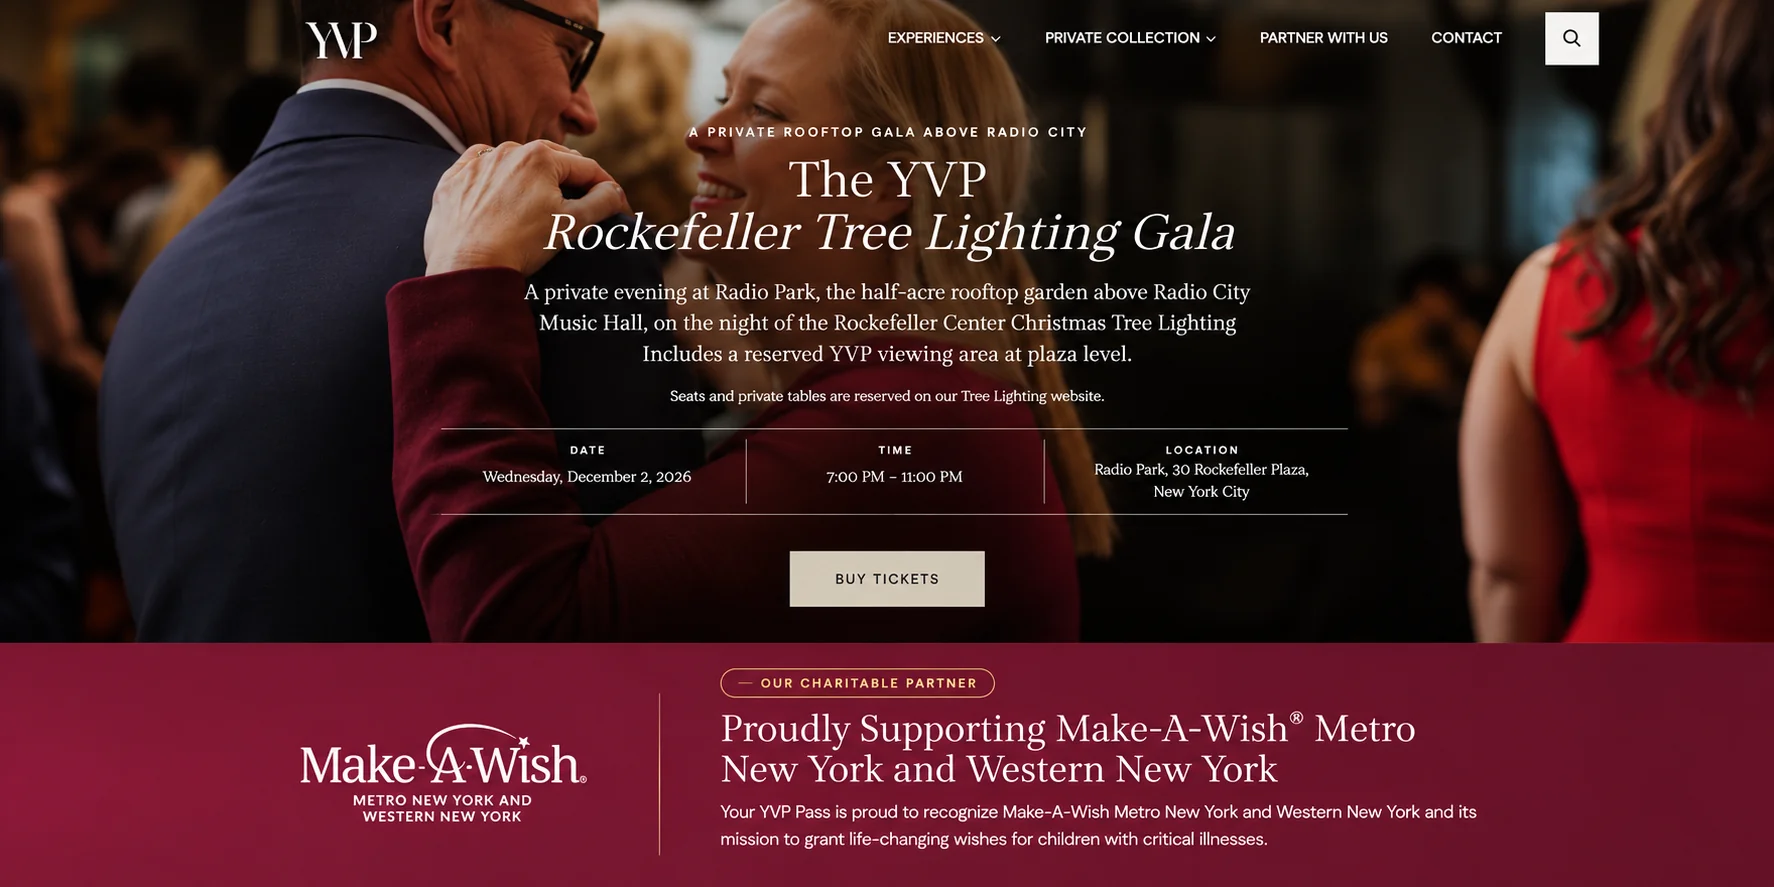 YVP
EXPERIENCES
PRIVATE COLLECTION
PARTNER WITH US
CONTACT
A PRIVATE ROOFTOP GALA ABOVE RADIO CITY
The YVP
Rockefeller Tree Lighting Gala
A private evening at Radio Park, the half-acre rooftop garden above Radio City
Music Hall, on the night of the Rockefeller Center Christmas Tree Lighting
Includes a reserved YVP viewing area at plaza level.
Seats and private tables are reserved on our Tree Lighting website.
DATE
Wednesday, December 2, 2026
TIME
7:00 PM – 11:00 PM
LOCATION
Radio Park, 30 Rockefeller Plaza,
New York City
BUY TICKETS
Make-A-Wish®
METRO NEW YORK AND
WESTERN NEW YORK
— OUR CHARITABLE PARTNER
Proudly Supporting Make-A-Wish® Metro
New York and Western New York
Your YVP Pass is proud to recognize Make-A-Wish Metro New York and Western New York and its
mission to grant life-changing wishes for children with critical illnesses.